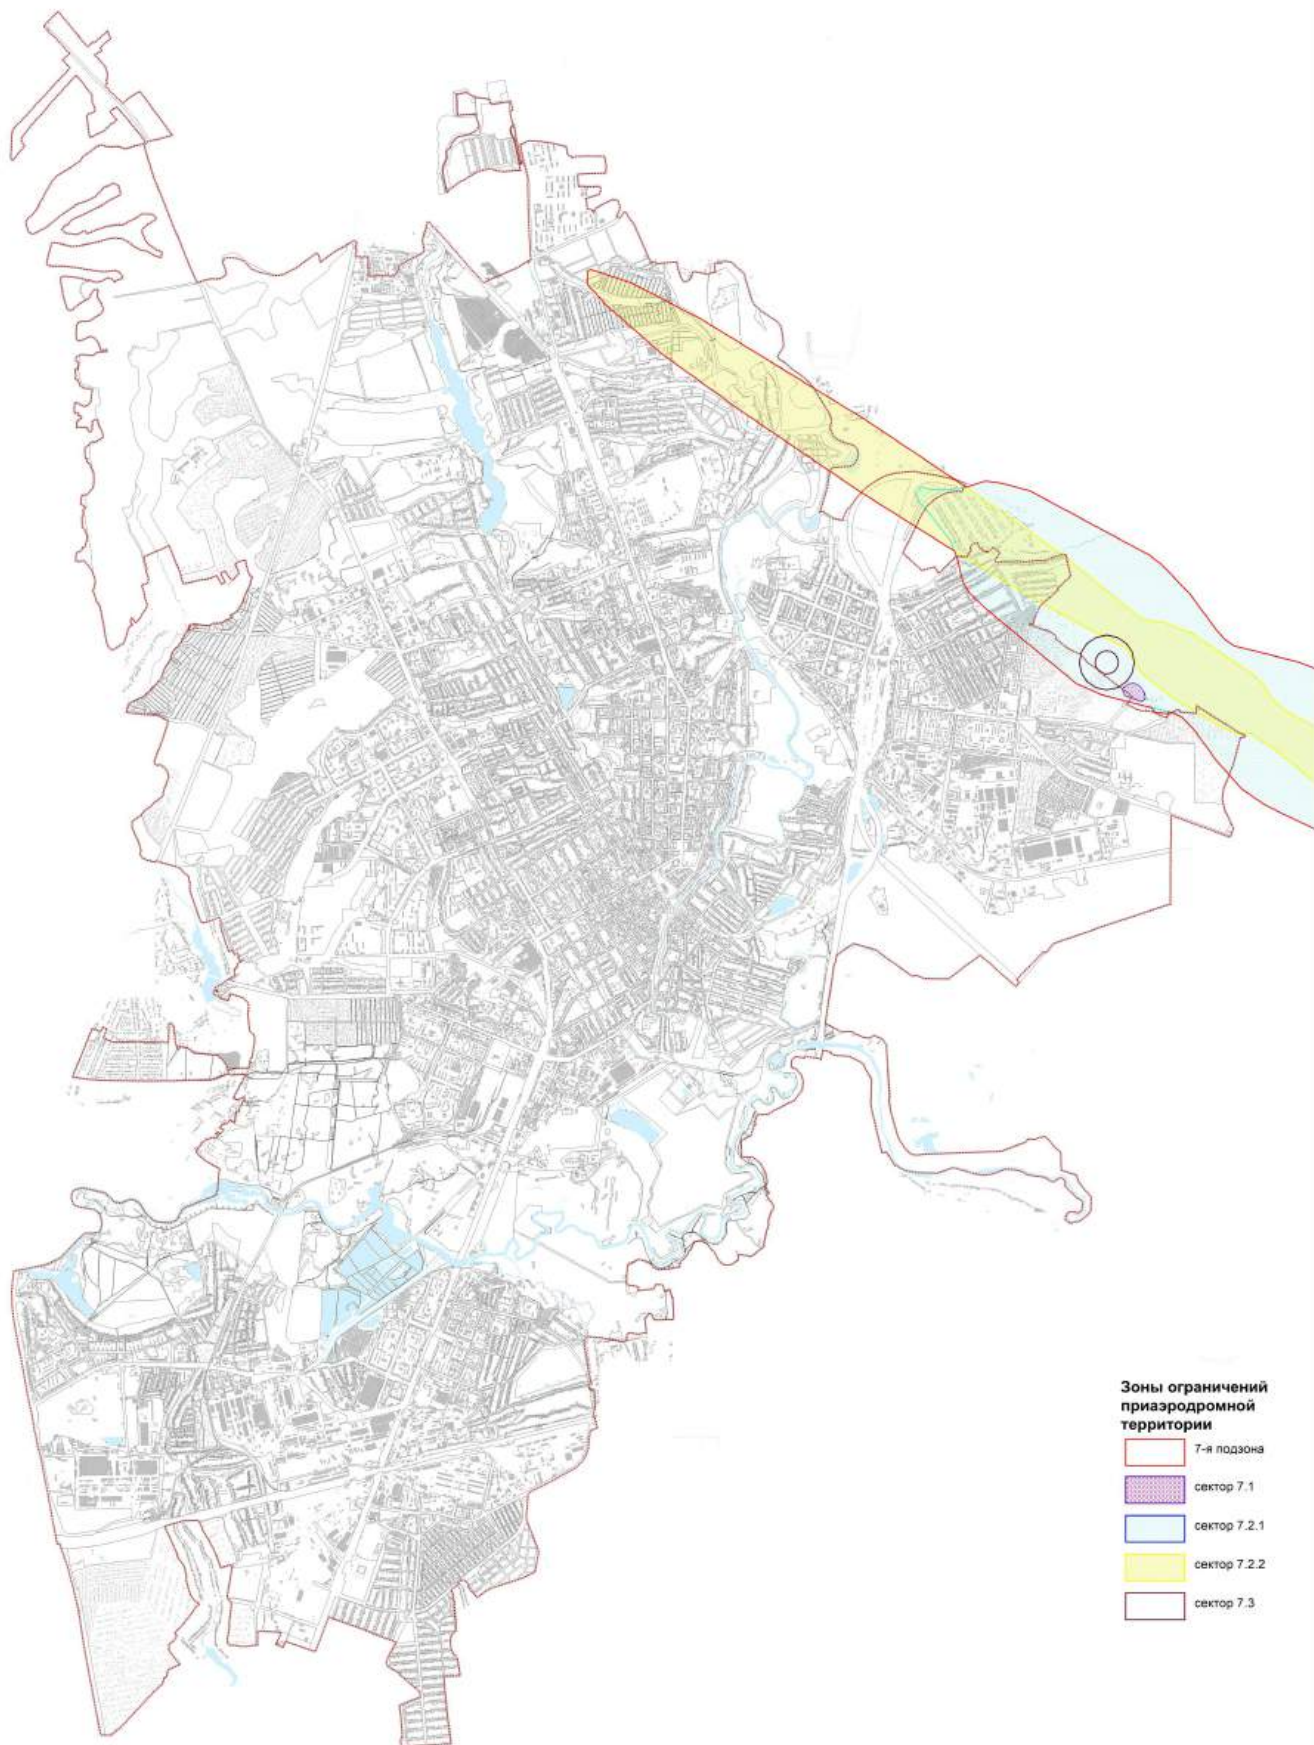 Зоны ограничений
приаэродромной
территории
7-я подзона
сектор 7.1
сектор 7.2.1
сектор 7.2.2
сектор 7.3